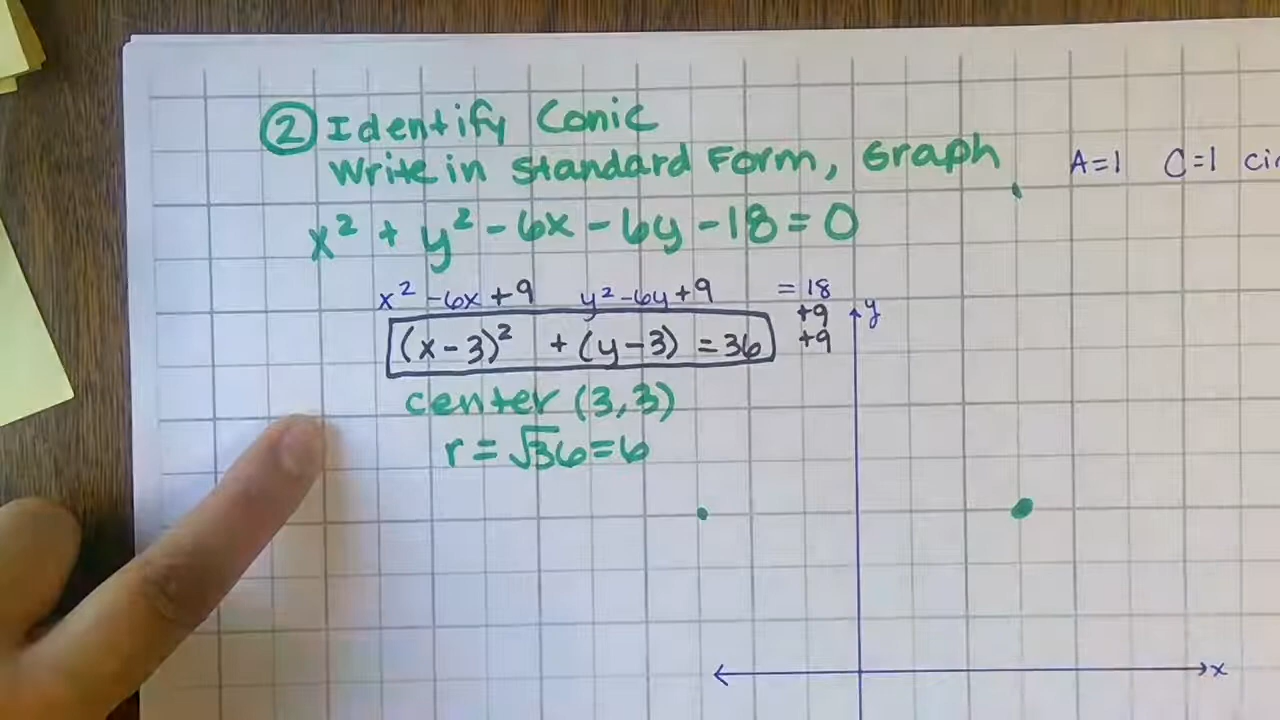 ② Identify Conic
Write in Standard Form, Graph
A=1 C=1
x² + y² - 6x - 6y - 18 = 0
x² - 6x + 9 y² - 6y + 9 = 18
+9
+9
(x - 3)² + (y - 3) = 36
y
center (3, 3)
r = √36 = 6
x